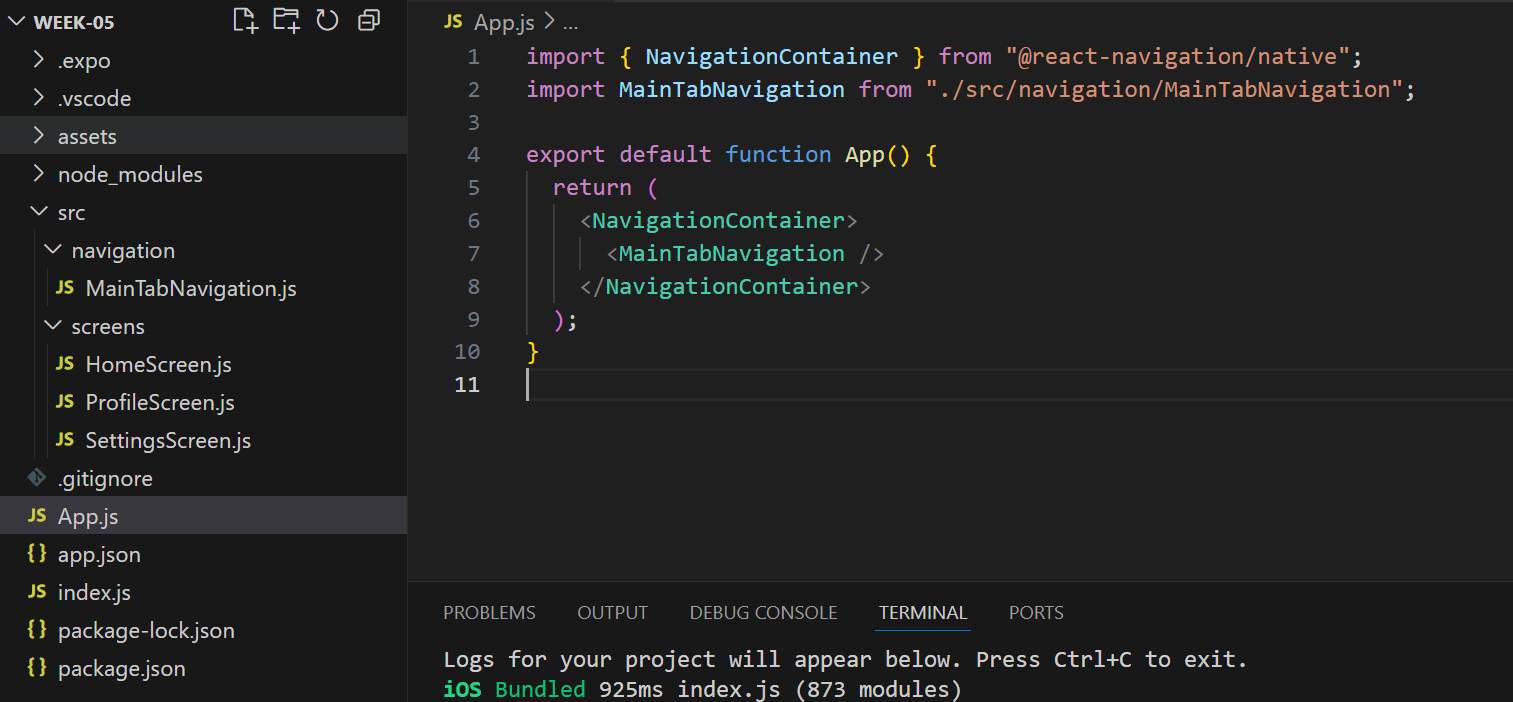 WEEK-05
.expo
.vscode
assets
node_modules
src
navigation
JS MainTabNavigation.js
screens
JS HomeScreen.js
JS ProfileScreen.js
JS SettingsScreen.js
.gitignore
JS App.js
{} app.json
JS index.js
{} package-lock.json
{} package.json
JS App.js > ...
1 import { NavigationContainer } from "@react-navigation/native";
2 import MainTabNavigation from "./src/navigation/MainTabNavigation";
3
4 export default function App() {
5   return (
6     <NavigationContainer>
7       <MainTabNavigation />
8     </NavigationContainer>
9   );
10 }
11
PROBLEMS OUTPUT DEBUG CONSOLE TERMINAL PORTS
Logs for your project will appear below. Press Ctrl+C to exit.
iOS Bundled 925ms index.js (873 modules)